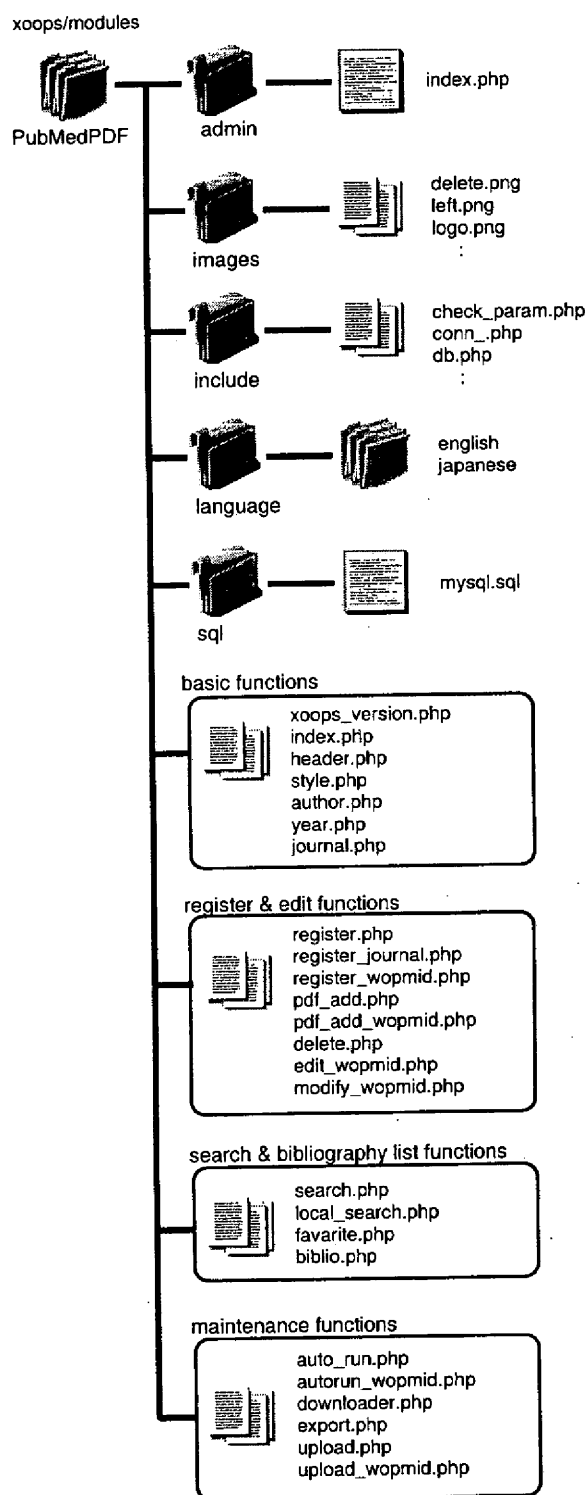 xoops/modules
PubMedPDF
admin
index.php
images
delete.png
left.png
logo.png
:
include
check_param.php
conn_.php
db.php
:
language
english
japanese
sql
mysql.sql
basic functions
xoops_version.php
index.php
header.php
style.php
author.php
year.php
journal.php
register & edit functions
register.php
register_journal.php
register_wopmid.php
pdf_add.php
pdf_add_wopmid.php
delete.php
edit_wopmid.php
modify_wopmid.php
search & bibliography list functions
search.php
local_search.php
favarite.php
biblio.php
maintenance functions
auto_run.php
autorun_wopmid.php
downloader.php
export.php
upload.php
upload_wopmid.php